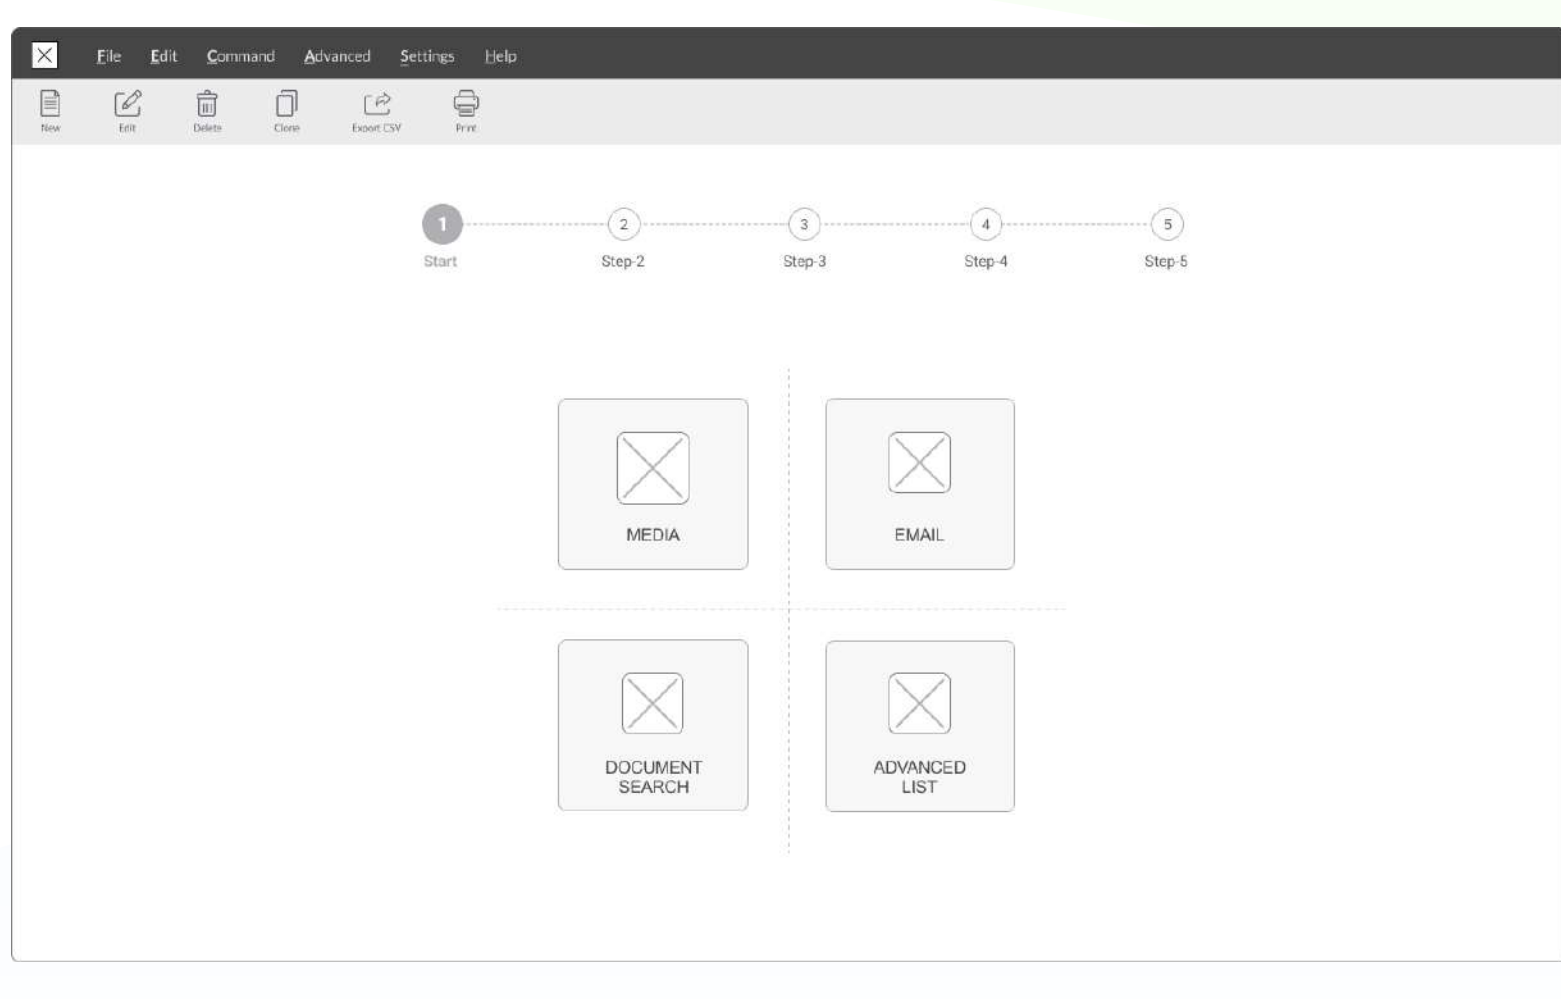 File Edit Command Advanced Settings Help
New Edit Delete Clone Export CSV Print
1 2 3 4 5
Start Step-2 Step-3 Step-4 Step-5
MEDIA EMAIL
DOCUMENT ADVANCED
SEARCH LIST